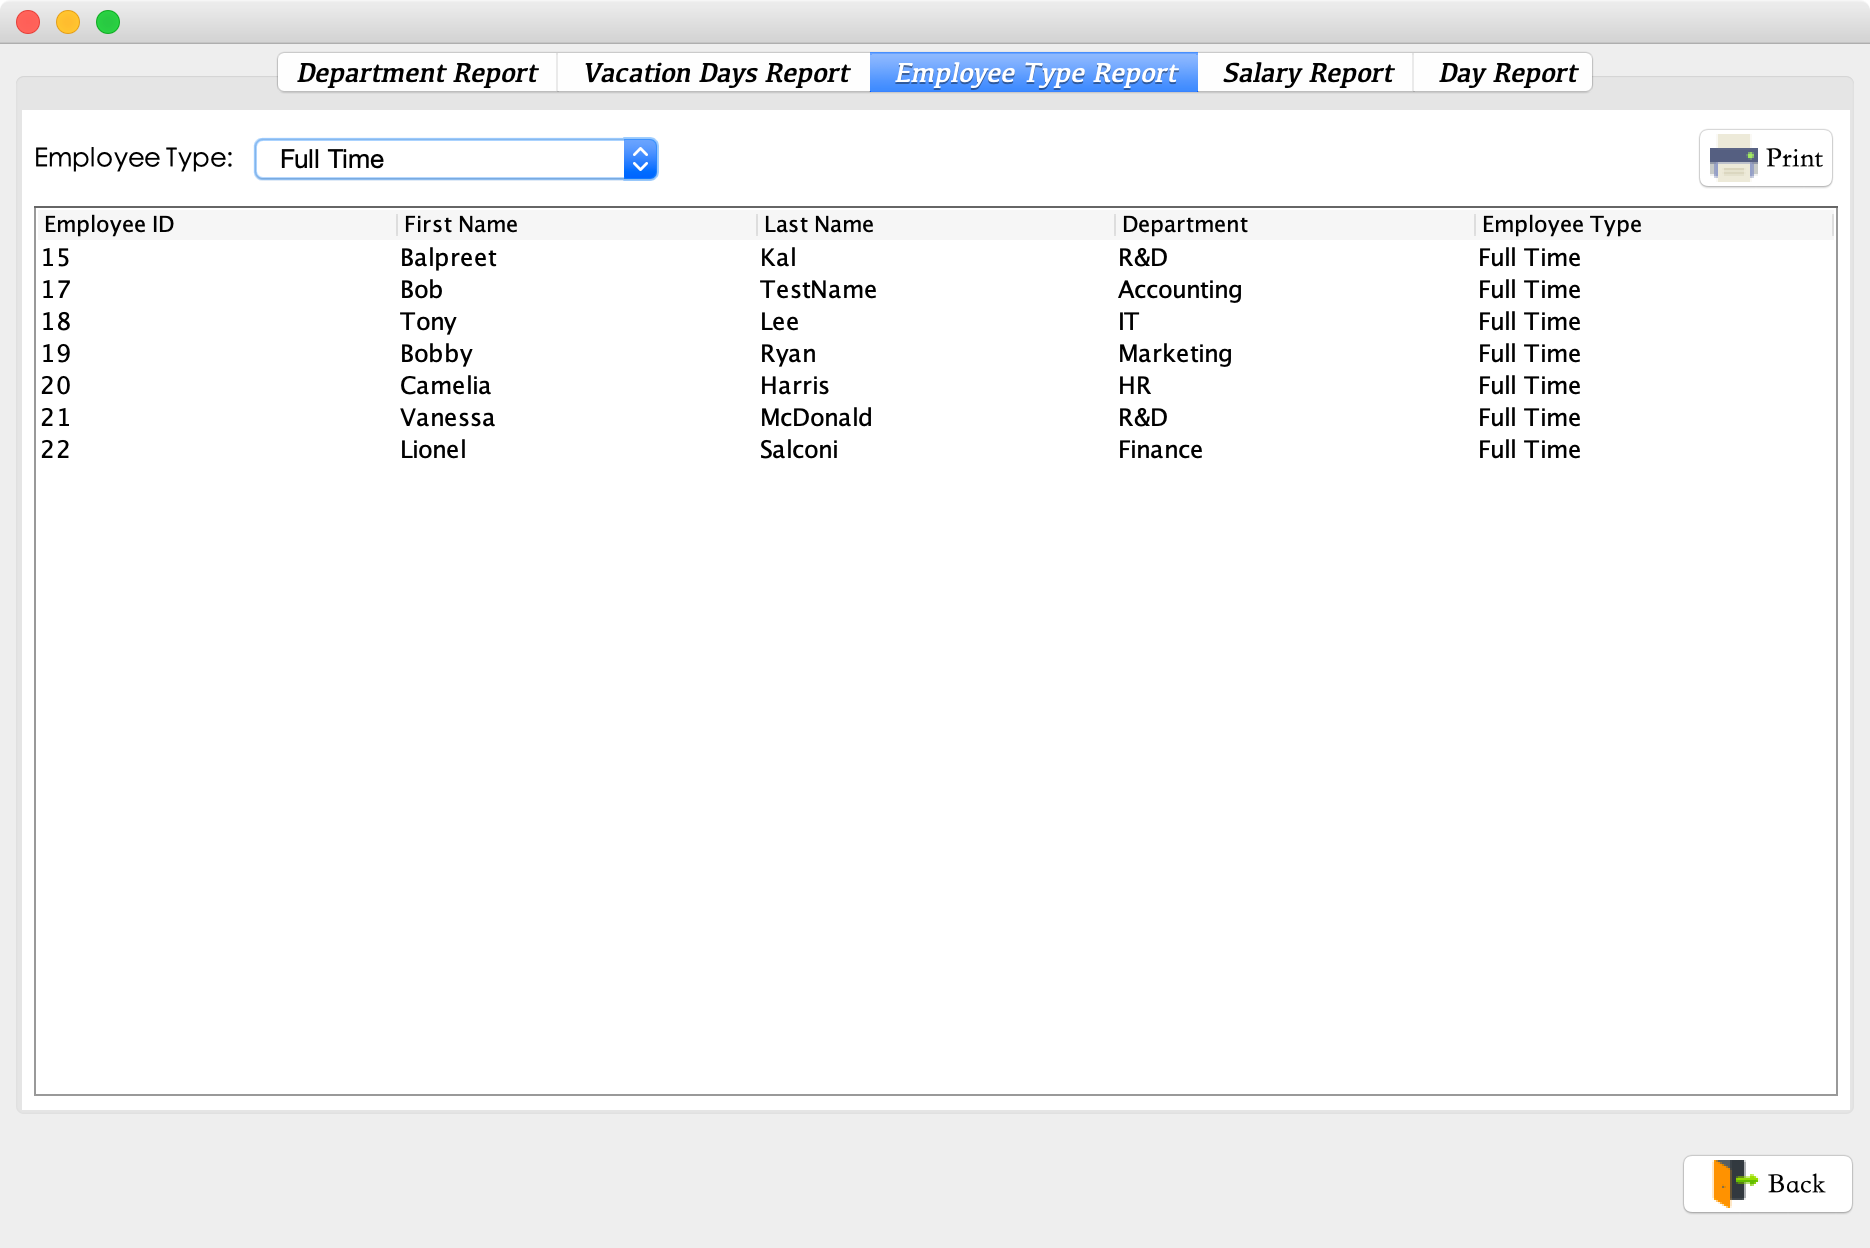 Department Report Vacation Days Report Employee Type Report Salary Report Day Report
Employee Type: Full Time Print
Employee ID First Name Last Name Department Employee Type
15 Balpreet Kal R&D Full Time
17 Bob TestName Accounting Full Time
18 Tony Lee IT Full Time
19 Bobby Ryan Marketing Full Time
20 Camelia Harris HR Full Time
21 Vanessa McDonald R&D Full Time
22 Lionel Salconi Finance Full Time
Back